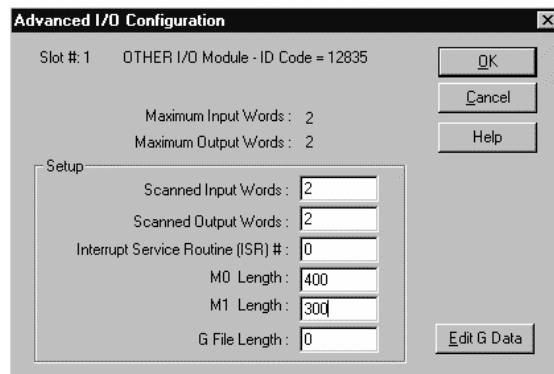 Advanced I/O Configuration
Slot #: 1 OTHER I/O Module - ID Code = 12835
OK
Cancel
Help
Maximum Input Words : 2
Maximum Output Words : 2
Setup
Scanned Input Words : 2
Scanned Output Words : 2
Interrupt Service Routine (ISR) # : 0
M0 Length : 400
M1 Length : 300
G File Length : 0
Edit G Data